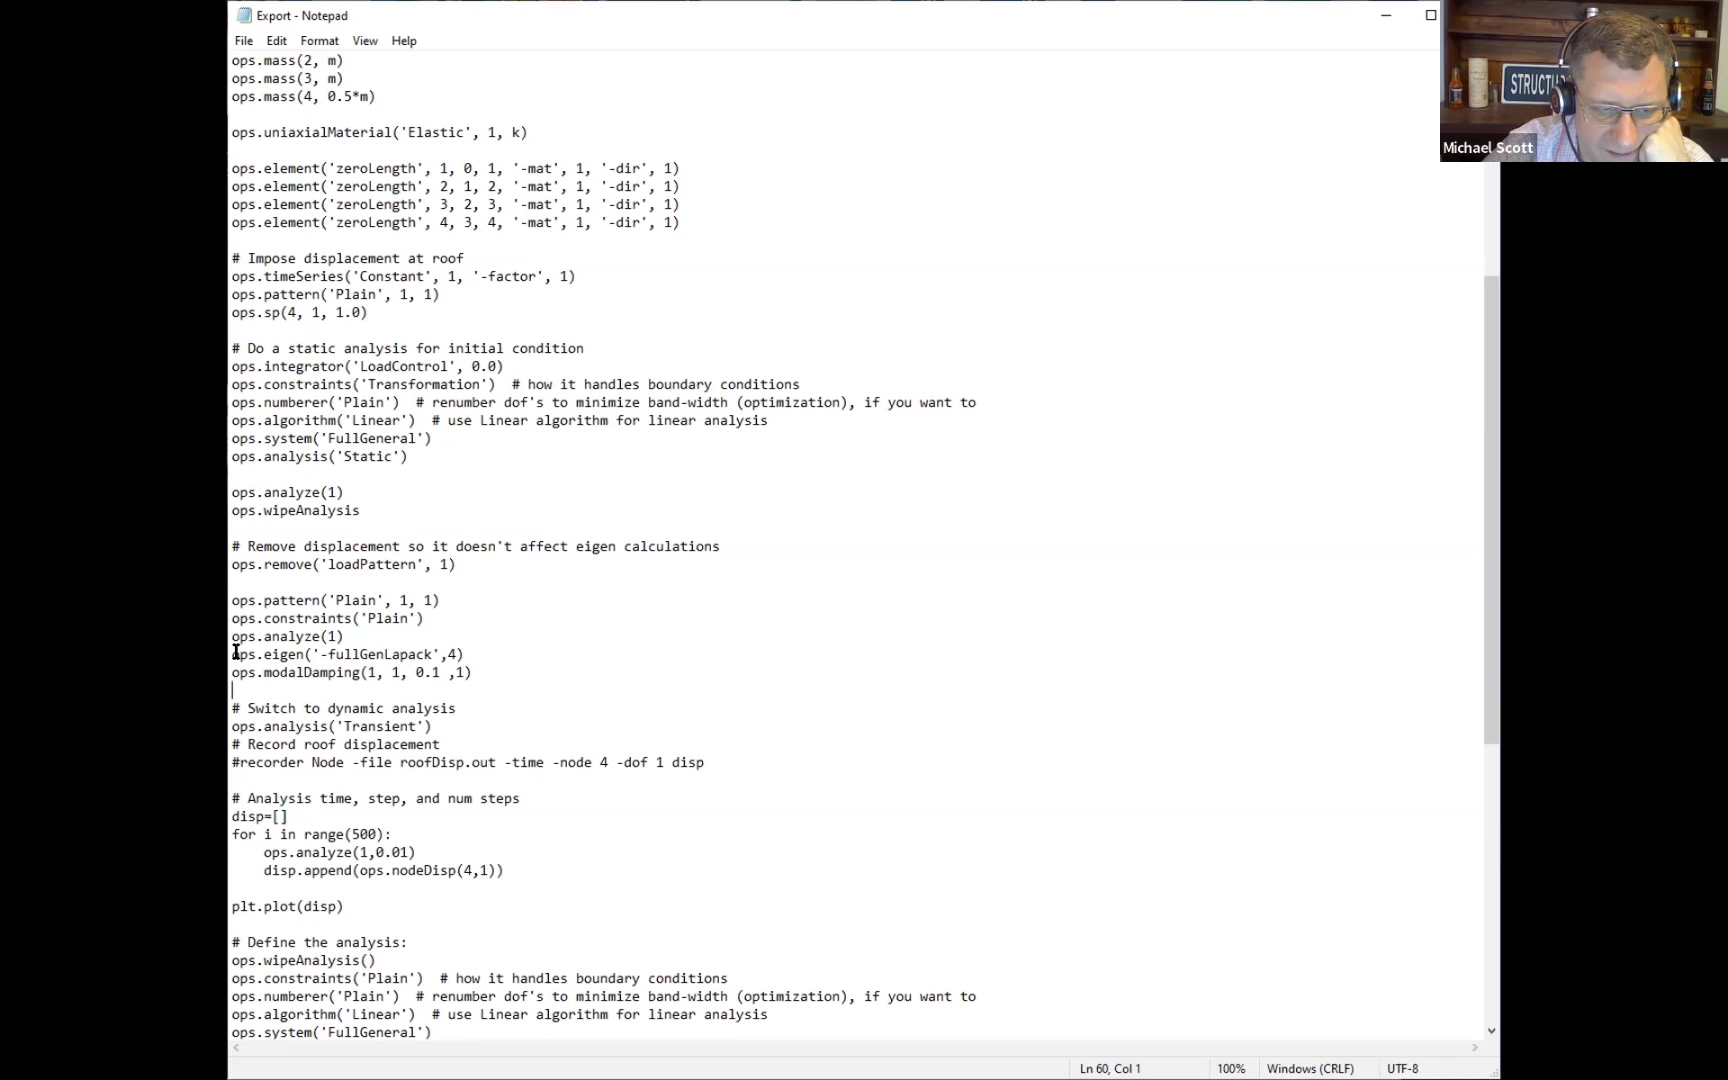 Export - Notepad
File Edit Format View Help
ops.mass(2, m)
ops.mass(3, m)
ops.mass(4, 0.5*m)
ops.uniaxialMaterial('Elastic', 1, k)
ops.element('zeroLength', 1, 0, 1, '-mat', 1, '-dir', 1)
ops.element('zeroLength', 2, 1, 2, '-mat', 1, '-dir', 1)
ops.element('zeroLength', 3, 2, 3, '-mat', 1, '-dir', 1)
ops.element('zeroLength', 4, 3, 4, '-mat', 1, '-dir', 1)
# Impose displacement at roof
ops.timeSeries('Constant', 1, '-factor', 1)
ops.pattern('Plain', 1, 1)
ops.sp(4, 1, 1.0)
# Do a static analysis for initial condition
ops.integrator('LoadControl', 0.0)
ops.constraints('Transformation')  # how it handles boundary conditions
ops.numberer('Plain')  # renumber dof's to minimize band-width (optimization), if you want to
ops.algorithm('Linear')  # use Linear algorithm for linear analysis
ops.system('FullGeneral')
ops.analysis('Static')
ops.analyze(1)
ops.wipeAnalysis
# Remove displacement so it doesn't affect eigen calculations
ops.remove('loadPattern', 1)
ops.pattern('Plain', 1, 1)
ops.constraints('Plain')
ops.analyze(1)
ops.eigen('-fullGenLapack',4)
ops.modalDamping(1, 1, 0.1 ,1)
# Switch to dynamic analysis
ops.analysis('Transient')
# Record roof displacement
#recorder Node -file roofDisp.out -time -node 4 -dof 1 disp
# Analysis time, step, and num steps
disp=[]
for i in range(500):
    ops.analyze(1,0.01)
    disp.append(ops.nodeDisp(4,1))
plt.plot(disp)
# Define the analysis:
ops.wipeAnalysis()
ops.constraints('Plain')  # how it handles boundary conditions
ops.numberer('Plain')  # renumber dof's to minimize band-width (optimization), if you want to
ops.algorithm('Linear')  # use Linear algorithm for linear analysis
ops.system('FullGeneral')
Ln 60, Col 1 100% Windows (CRLF) UTF-8
STRUCTU
Michael Scott